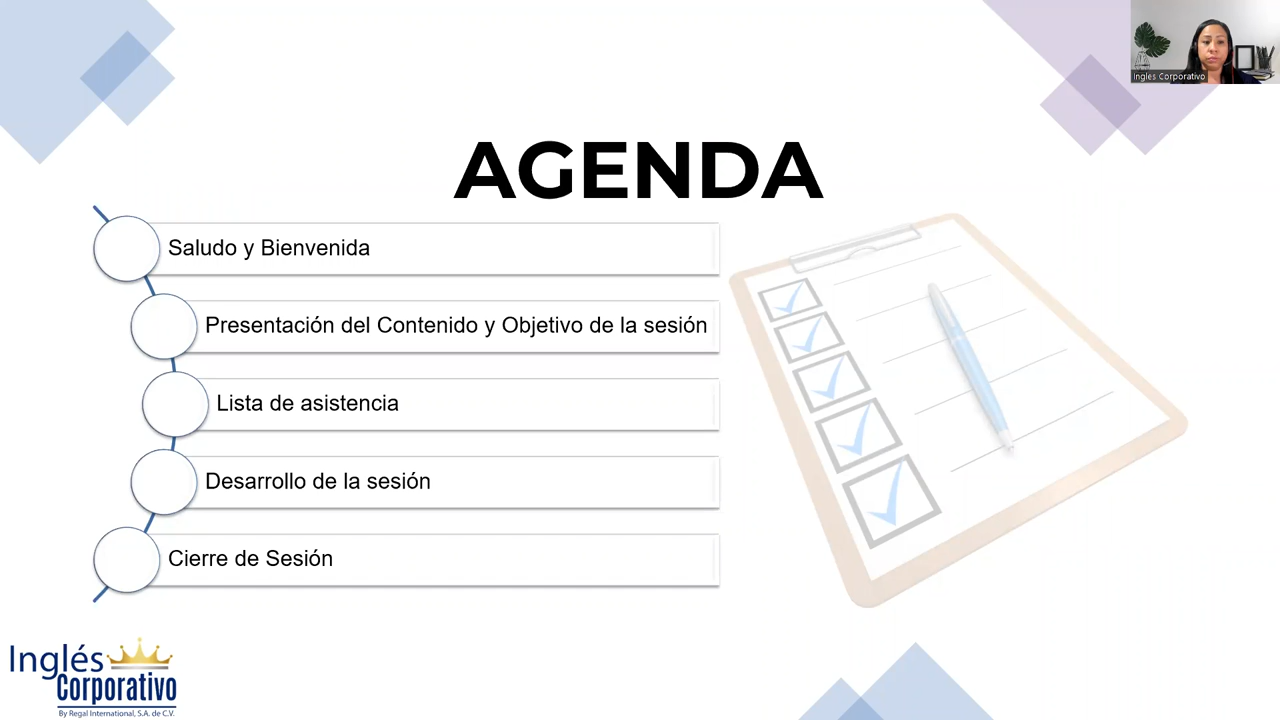 Ingles Corporativo
AGENDA
Saludo y Bienvenida
Presentación del Contenido y Objetivo de la sesión
Lista de asistencia
Desarrollo de la sesión
Cierre de Sesión
Inglés
Corporativo
By Regal International, S.A. de C.V.